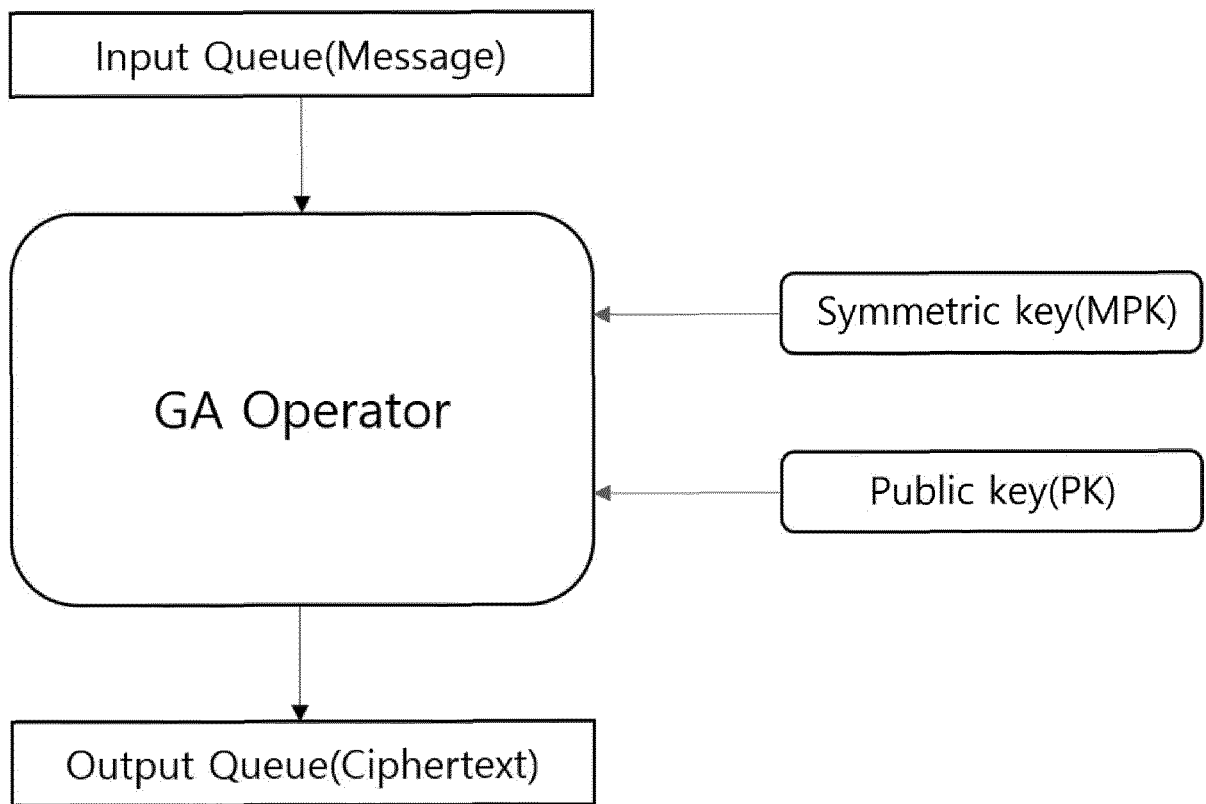 Input Queue(Message)
GA Operator
Symmetric key(MPK)
Public key(PK)
Output Queue(Ciphertext)